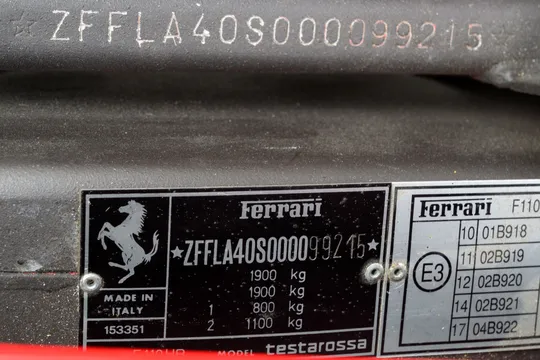 ☆ZFFLA40S000099215
Ferrari
★ZFFLA40S000099215★
1900 kg
1900 kg
1 800 kg
2 1100 kg
MADE IN
ITALY
153351
MODEL testarossa
Ferrari F110
E3
10 01B918
11 02B919
12 02B920
14 02B921
17 04B922